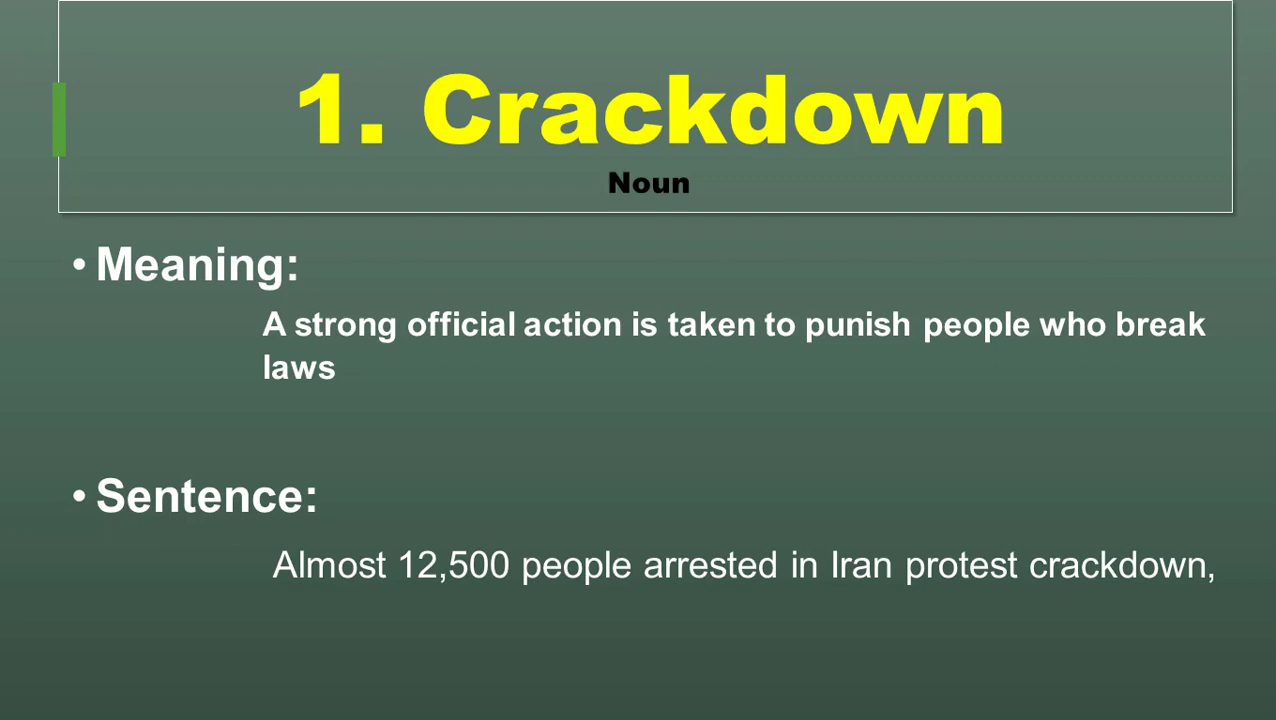 1. Crackdown
Noun
• Meaning:
A strong official action is taken to punish people who break
laws
• Sentence:
Almost 12,500 people arrested in Iran protest crackdown,